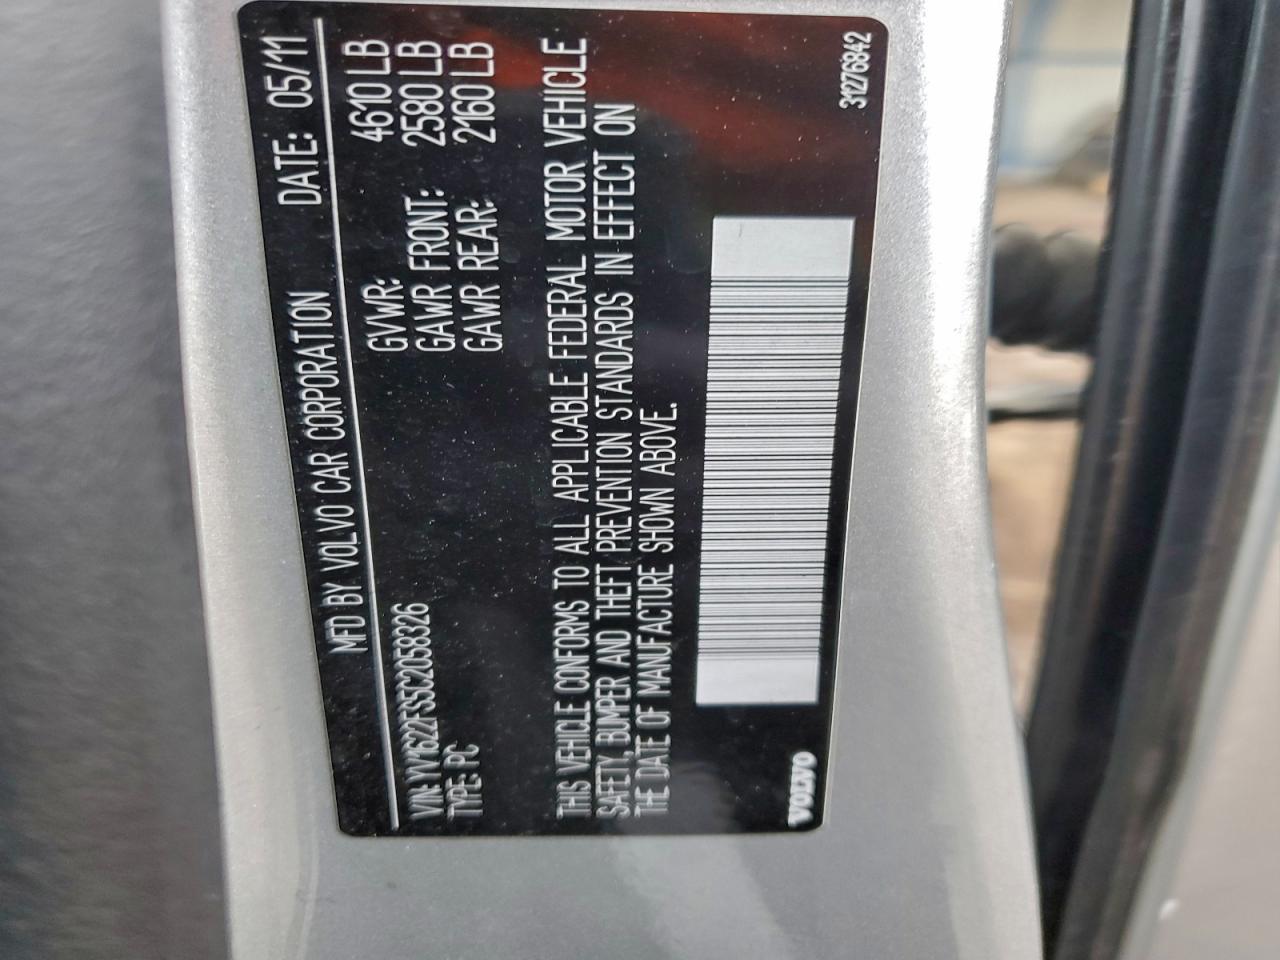 MFD BY VOLVO CAR CORPORATION DATE: 05/11
GVWR: 4610 LB
VIN: YV1622FS5C2058326 GAWR FRONT: 2580 LB
TYPE: PC GAWR REAR: 2160 LB
THIS VEHICLE CONFORMS TO ALL APPLICABLE FEDERAL MOTOR VEHICLE
SAFETY, BUMPER AND THEFT PREVENTION STANDARDS IN EFFECT ON
THE DATE OF MANUFACTURE SHOWN ABOVE.
VOLVO 31276842